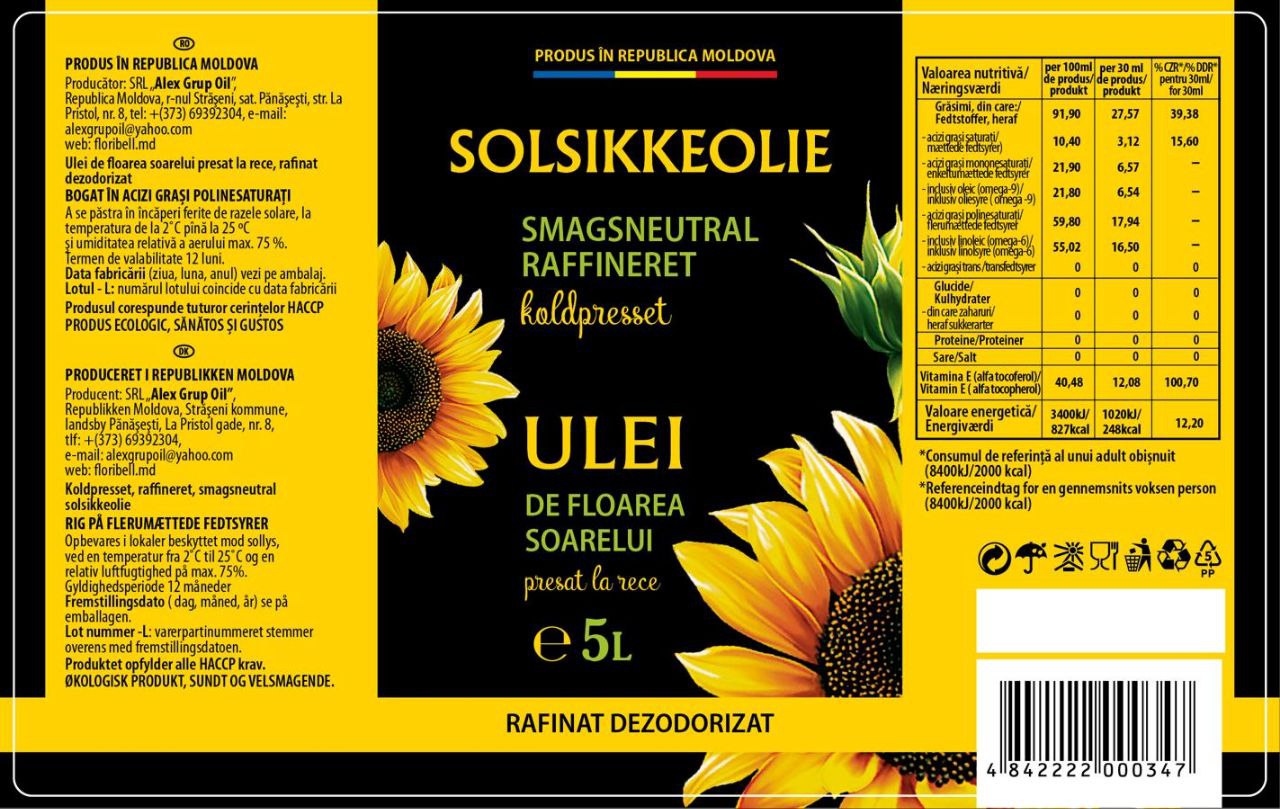 RO
PRODUS ÎN REPUBLICA MOLDOVA
Producător: SRL „Alex Grup Oil”,
Republica Moldova, r-nul Strășeni, sat. Pănășești, str. La
Pristol, nr. 8, tel: +(373) 69392304, e-mail:
alexgrupoil@yahoo.com
web: floribell.md
Ulei de floarea soarelui presat la rece, rafinat
dezodorizat
BOGAT ÎN ACIZI GRAȘI POLINESATURAȚI
A se păstra în încăperi ferite de razele solare, la
temperatura de la 2˚C pînă la 25 ºC
și umiditatea relativă a aerului max. 75 %.
Termen de valabilitate 12 luni.
Data fabricării (ziua, luna, anul) vezi pe ambalaj.
Lotul - L: numărul lotului coincide cu data fabricării
Produsul corespunde tuturor cerințelor HACCP
PRODUS ECOLOGIC, SĂNĂTOS ȘI GUSTOS
DK
PRODUCERET I REPUBLIKKEN MOLDOVA
Producent: SRL „Alex Grup Oil”,
Republikken Moldova, Strășeni kommune,
landsby Pănășești, La Pristol gade, nr. 8,
tlf: +(373) 69392304,
e-mail: alexgrupoil@yahoo.com
web: floribell.md
Koldpresset, raffineret, smagsneutral
solsikkeolie
RIG PÅ FLERUMÆTTEDE FEDTSYRER
Opbevares i lokaler beskyttet mod sollys,
ved en temperatur fra 2˚C til 25˚C og en
relativ luftfugtighed på max. 75%.
Gyldighedsperiode 12 måneder
Fremstillingsdato ( dag, måned, år) se på
emballagen.
Lot nummer -L: varerpartinummeret stemmer
overens med fremstillingsdatoen.
Produktet opfylder alle HACCP krav.
ØKOLOGISK PRODUKT, SUNDT OG VELSMAGENDE.
PRODUS ÎN REPUBLICA MOLDOVA
SOLSIKKEOLIE
SMAGSNEUTRAL
RAFFINERET
koldpresset
ULEI
DE FLOAREA
SOARELUI
presat la rece
℮ 5L
RAFINAT DEZODORIZAT
Valoarea nutritivă/ Næringsværdi per 100ml de produs/ produkt per 30 ml de produs/ produkt % CZR*/% DDR* pentru 30ml/ for 30ml
Grăsimi, din care:/ Fedtstoffer, heraf 91,90 27,57 39,38
- acizi grași saturați/ mættede fedtsyrer) 10,40 3,12 15,60
- acizi grași mononesaturați/ enkeltumættede fedtsyrer 21,90 6,57 –
- inclusiv oleic (omega-9)/ inklusiv oliesyre ( omega -9) 21,80 6,54 –
- acizi grași polinesaturați/ flerumættede fedtsyrer 59,80 17,94 –
- inclusiv linoleic (omega-6)/ inklusiv linolsyre (omega-6) 55,02 16,50 –
- acizi grași trans /transfedtsyrer 0 0 0
Glucide/ Kulhydrater 0 0 0
- din care zaharuri/ heraf sukkerarter 0 0 0
Proteine/Proteiner 0 0 0
Sare/Salt 0 0 0
Vitamina E (alfa tocoferol)/ Vitamin E ( alfa tocopherol) 40,48 12,08 100,70
Valoare energetică/ Energiværdi 3400kJ/ 827kcal 1020kJ/ 248kcal 12,20
*Consumul de referință al unui adult obișnuit
(8400kJ/2000 kcal)
*Referenceindtag for en gennemsnits voksen person
(8400kJ/2000 kcal)
5
PP
4 842222 000347